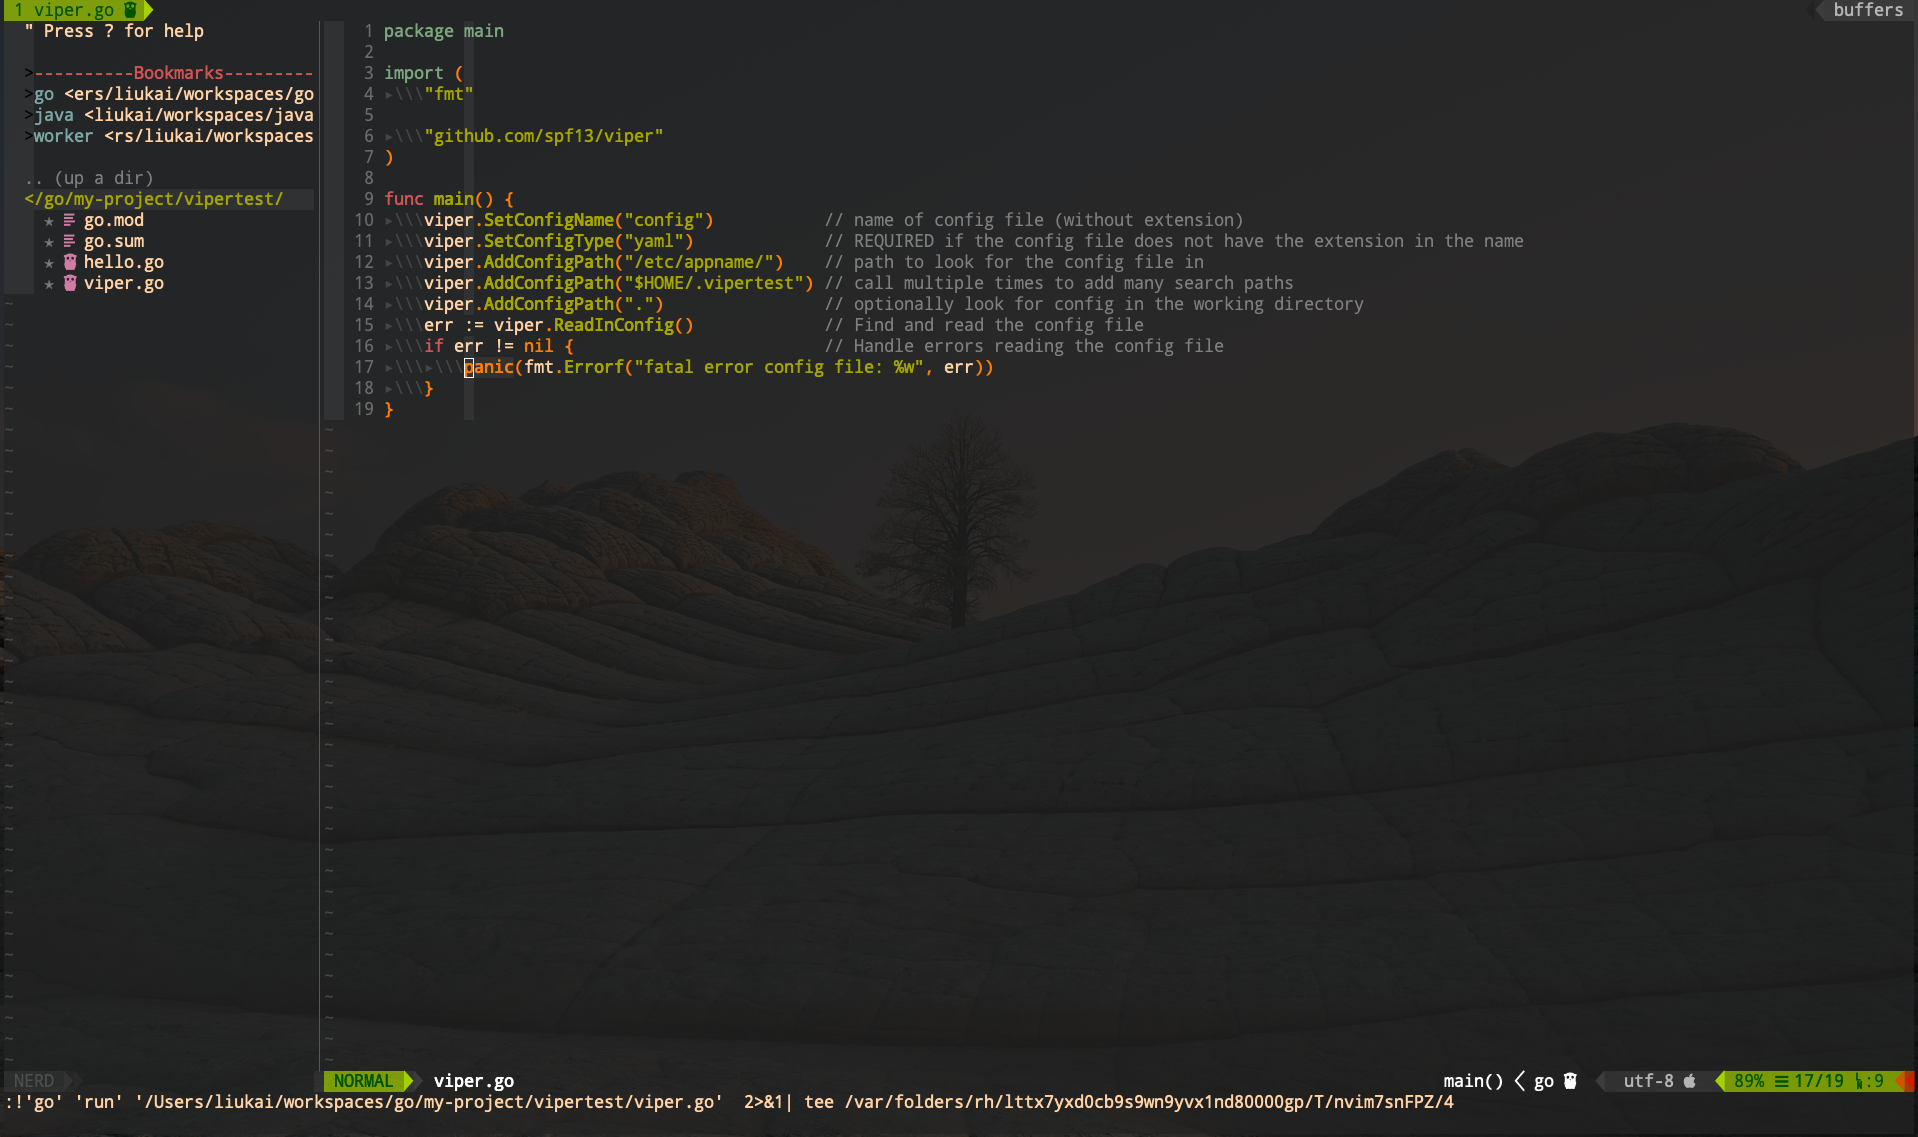 1 viper.go
buffers
" Press ? for help
>----------Bookmarks---------
>go <ers/liukai/workspaces/go
>java <liukai/workspaces/java
>worker <rs/liukai/workspaces
.. (up a dir)
</go/my-project/vipertest/
★ go.mod
★ go.sum
★ hello.go
★ viper.go
1 package main
2
3 import (
4 ▸\\\"fmt"
5
6 ▸\\\"github.com/spf13/viper"
7 )
8
9 func main() {
10 ▸\\\viper.SetConfigName("config")           // name of config file (without extension)
11 ▸\\\viper.SetConfigType("yaml")             // REQUIRED if the config file does not have the extension in the name
12 ▸\\\viper.AddConfigPath("/etc/appname/")    // path to look for the config file in
13 ▸\\\viper.AddConfigPath("$HOME/.vipertest") // call multiple times to add many search paths
14 ▸\\\viper.AddConfigPath(".")                // optionally look for config in the working directory
15 ▸\\\err := viper.ReadInConfig()             // Find and read the config file
16 ▸\\\if err != nil {                         // Handle errors reading the config file
17 ▸\\\▸\\\panic(fmt.Errorf("fatal error config file: %w", err))
18 ▸\\\}
19 }
NERD
NORMAL viper.go
main() < go
utf-8
89% ☰ 17/19 :9
:!'go' 'run' '/Users/liukai/workspaces/go/my-project/vipertest/viper.go'  2>&1| tee /var/folders/rh/lttx7yxd0cb9s9wn9yvx1nd80000gp/T/nvim7snFPZ/4